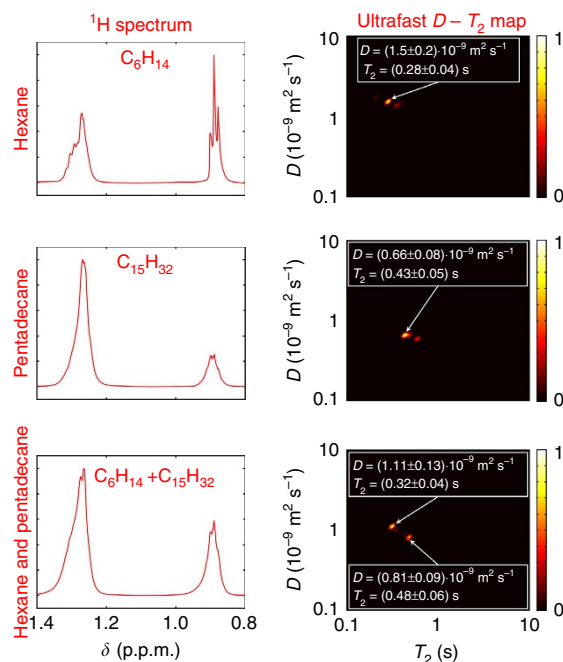 ¹H spectrum
Ultrafast D – T₂ map
Hexane
C₆H₁₄
D (10⁻⁹ m² s⁻¹)
10
1
0.1
D = (1.5±0.2)·10⁻⁹ m² s⁻¹
T₂ = (0.28±0.04) s
0.1 1 10
1
0
Pentadecane
C₁₅H₃₂
D (10⁻⁹ m² s⁻¹)
10
1
0.1
D = (0.66±0.08)·10⁻⁹ m² s⁻¹
T₂ = (0.43±0.05) s
1
0
Hexane and pentadecane
C₆H₁₄ +C₁₅H₃₂
1.4 1.2 1.0 0.8
δ (p.p.m.)
D (10⁻⁹ m² s⁻¹)
10
1
0.1
D = (1.11±0.13)·10⁻⁹ m² s⁻¹
T₂ = (0.32±0.04) s
D = (0.81±0.09)·10⁻⁹ m² s⁻¹
T₂ = (0.48±0.06) s
0.1 1 10
T₂ (s)
1
0